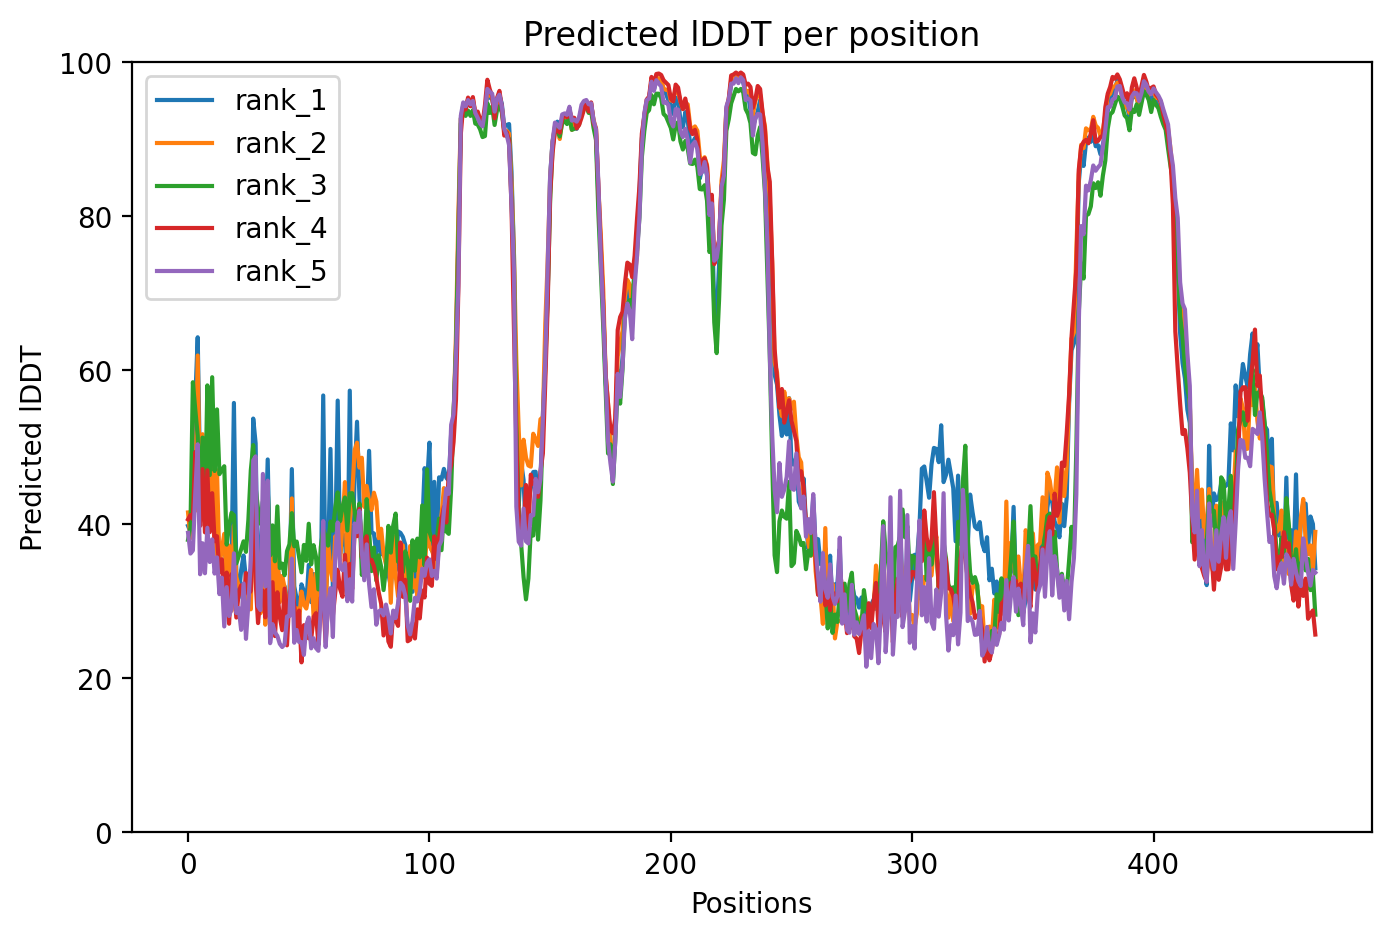 Predicted lDDT per position
100
80
60
40
20
0
Predicted lDDT
rank_1
rank_2
rank_3
rank_4
rank_5
0 100 200 300 400
Positions